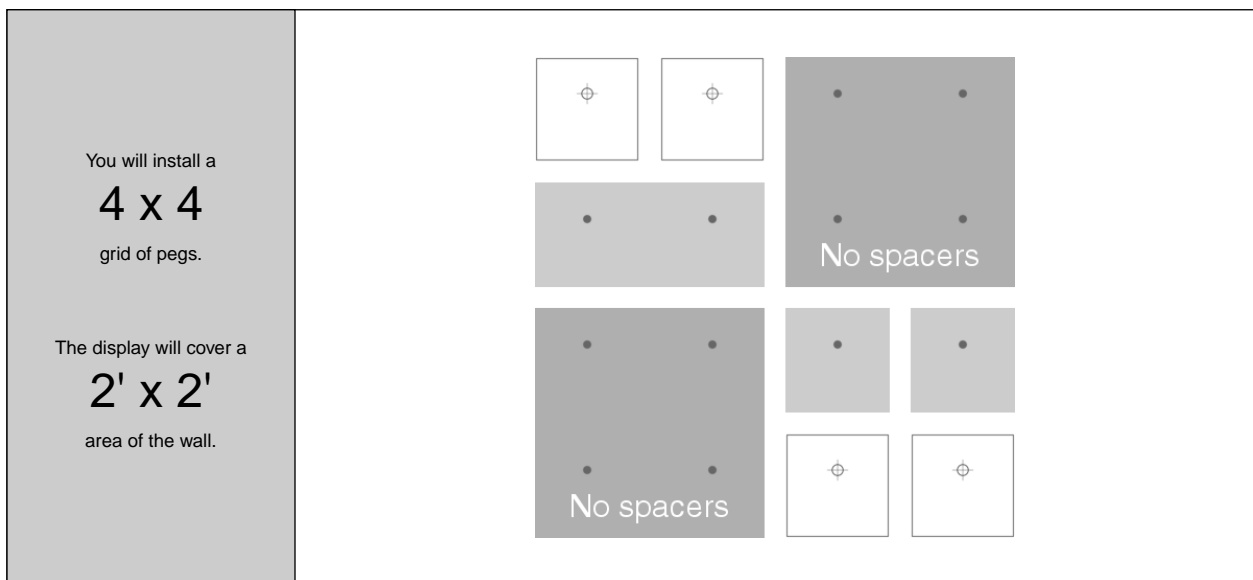 You will install a
4 x 4
grid of pegs.
The display will cover a
2' x 2'
area of the wall.
No spacers
No spacers